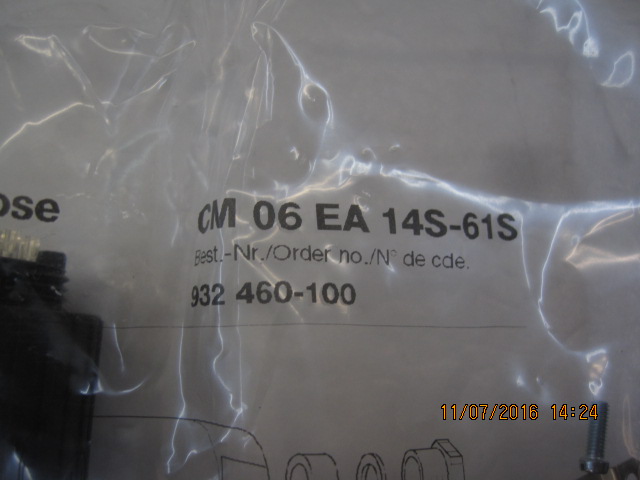 ose
CM 06 EA 14S-61S
Best.-Nr./Order no./N° de cde.
932 460-100
11/07/2016 14:24